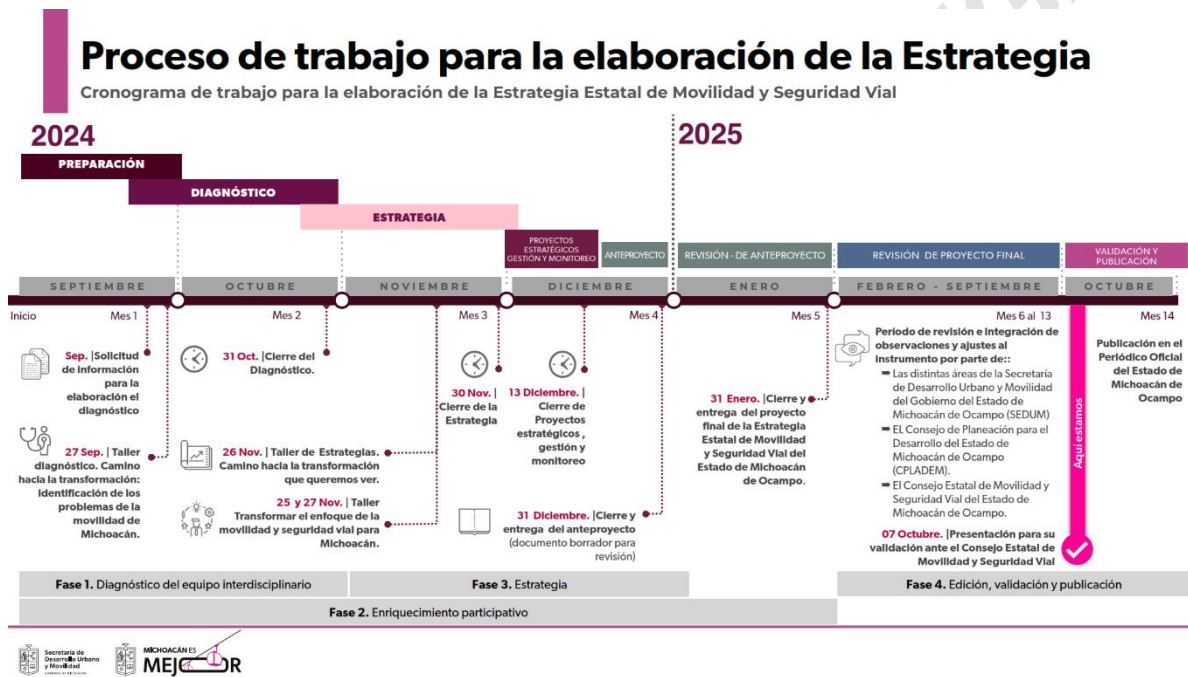 Proceso de trabajo para la elaboración de la Estrategia
Cronograma de trabajo para la elaboración de la Estrategia Estatal de Movilidad y Seguridad Vial
2024
2025
PREPARACIÓN
DIAGNÓSTICO
ESTRATEGIA
PROYECTOS
ESTRATÉGICOS
GESTIÓN Y MONITOREO
ANTEPROYECTO
REVISIÓN - DE ANTEPROYECTO
REVISIÓN DE PROYECTO FINAL
VALIDACIÓN Y
PUBLICACIÓN
SEPTIEMBRE
OCTUBRE
NOVIEMBRE
DICIEMBRE
ENERO
FEBRERO - SEPTIEMBRE
OCTUBRE
Inicio
Mes 1
Mes 2
Mes 3
Mes 4
Mes 5
Mes 6 al 13
Mes 14
Sep. |Solicitud
de información
para la
elaboración el
diagnóstico
27 Sep. | Taller
diagnóstico. Camino
hacia la transformación:
Identificación de los
problemas de la
movilidad de
Michoacán.
31 Oct. |Cierre del
Diagnóstico.
26 Nov. | Taller de Estrategias.
Camino hacia la transformación
que queremos ver.
25 y 27 Nov. | Taller
Transformar el enfoque de la
movilidad y seguridad vial para
Michoacán.
30 Nov. |
Cierre de la
Estrategia
13 Diciembre. |
Cierre de
Proyectos
estratégicos ,
gestión y
monitoreo
31 Diciembre. |Cierre y
entrega del anteproyecto
(documento borrador para
revisión)
31 Enero. |Cierre y
entrega del proyecto
final de la Estrategia
Estatal de Movilidad
y Seguridad Vial del
Estado de Michoacán
de Ocampo.
Periodo de revisión e integración de
observaciones y ajustes al
instrumento por parte de::
➡ Las distintas áreas de la Secretaría
de Desarrollo Urbano y Movilidad
del Gobierno del Estado de
Michoacán de Ocampo (SEDUM)
➡ EL Consejo de Planeación para el
Desarrollo del Estado de
Michoacán de Ocampo
(CPLADEM).
➡ El Consejo Estatal de Movilidad y
Seguridad Vial del Estado de
Michoacán de Ocampo.
07 Octubre. |Presentación para su
validación ante el Consejo Estatal de
Movilidad y Seguridad Vial
Aquí estamos
Publicación en el
Periódico Oficial
del Estado de
Michoacán de
Ocampo
Fase 1. Diagnóstico del equipo interdisciplinario
Fase 3. Estrategia
Fase 4. Edición, validación y publicación
Fase 2. Enriquecimiento participativo
Secretaría de
Desarrollo Urbano
y Movilidad
MICHOACÁN ES
MEJOR